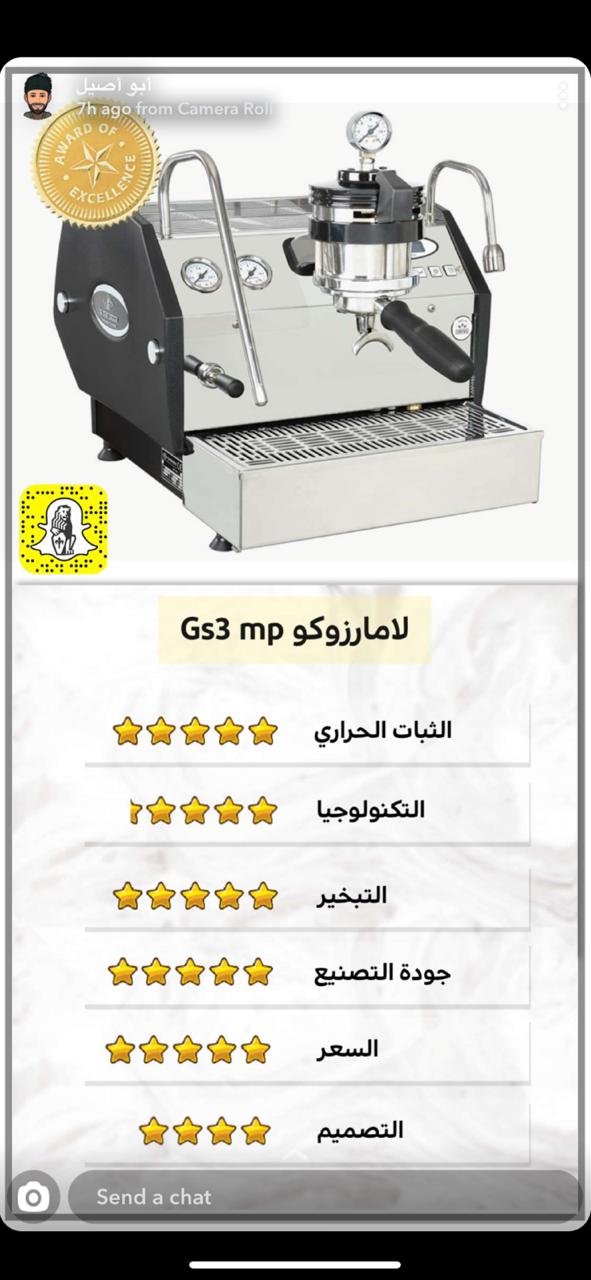 أبو أصيل
7h ago from Camera Roll
AWARD OF EXCELLENCE
لامارزوكو Gs3 mp
الثبات الحراري
التكنولوجيا
التبخير
جودة التصنيع
السعر
التصميم
Send a chat